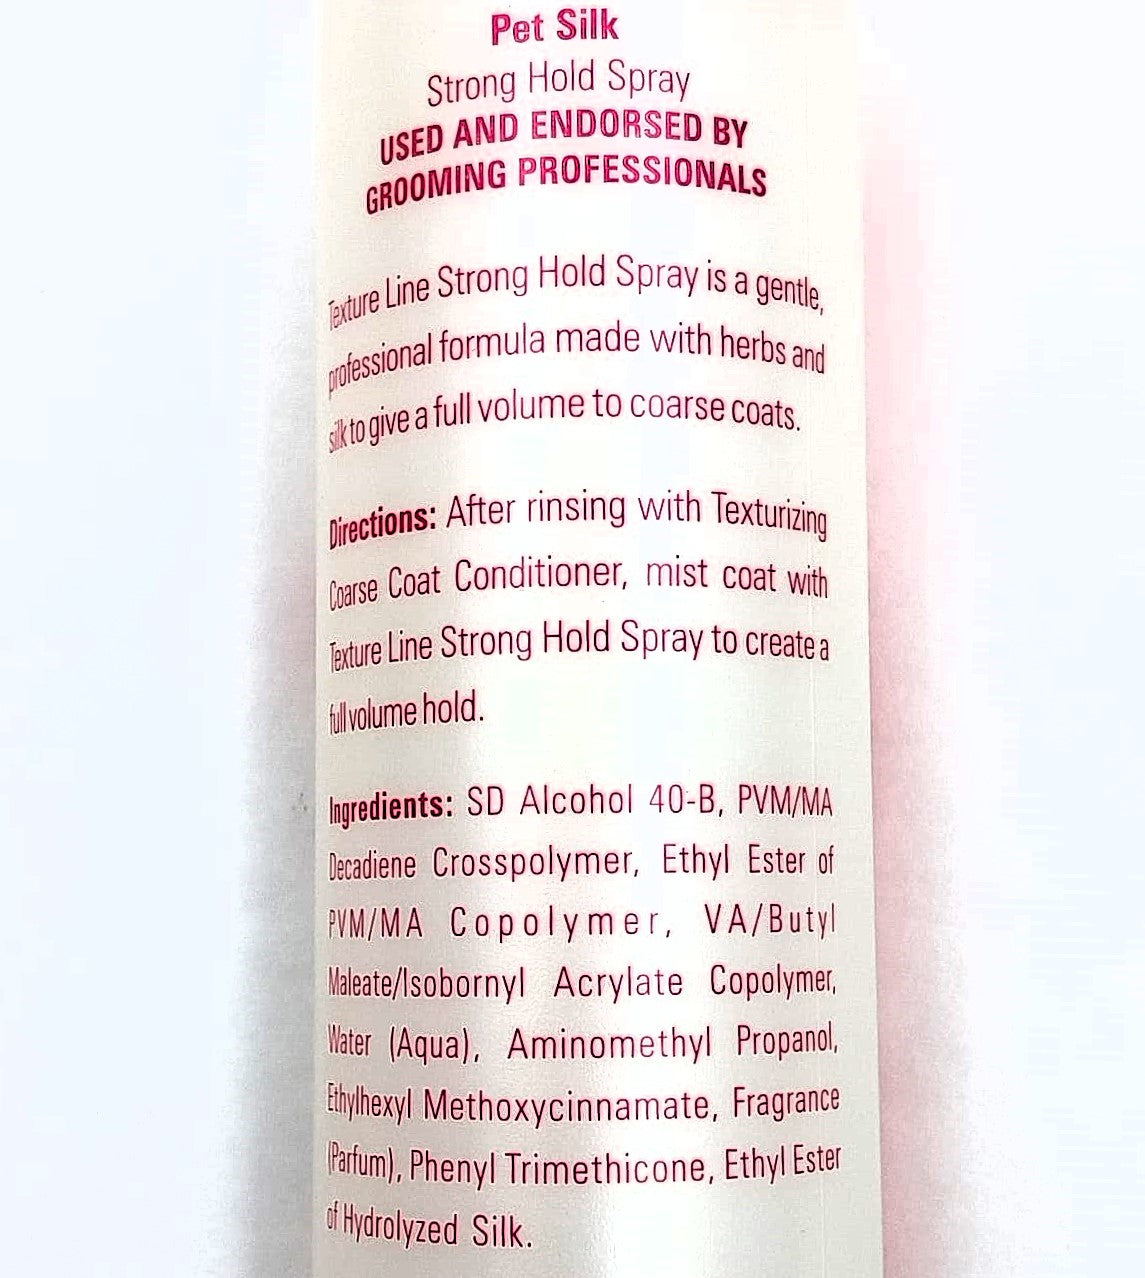 Pet Silk
Strong Hold Spray
USED AND ENDORSED BY
GROOMING PROFESSIONALS
Texture Line Strong Hold Spray is a gentle,
professional formula made with herbs and
silk to give a full volume to coarse coats.
Directions: After rinsing with Texturizing
Coarse Coat Conditioner, mist coat with
Texture Line Strong Hold Spray to create a
full volume hold.
Ingredients: SD Alcohol 40-B, PVM/MA
Decadiene Crosspolymer, Ethyl Ester of
PVM/MA Copolymer, VA/Butyl
Maleate/Isobornyl Acrylate Copolymer,
Water (Aqua), Aminomethyl Propanol,
Ethylhexyl Methoxycinnamate, Fragrance
(Parfum), Phenyl Trimethicone, Ethyl Ester
of Hydrolyzed Silk.